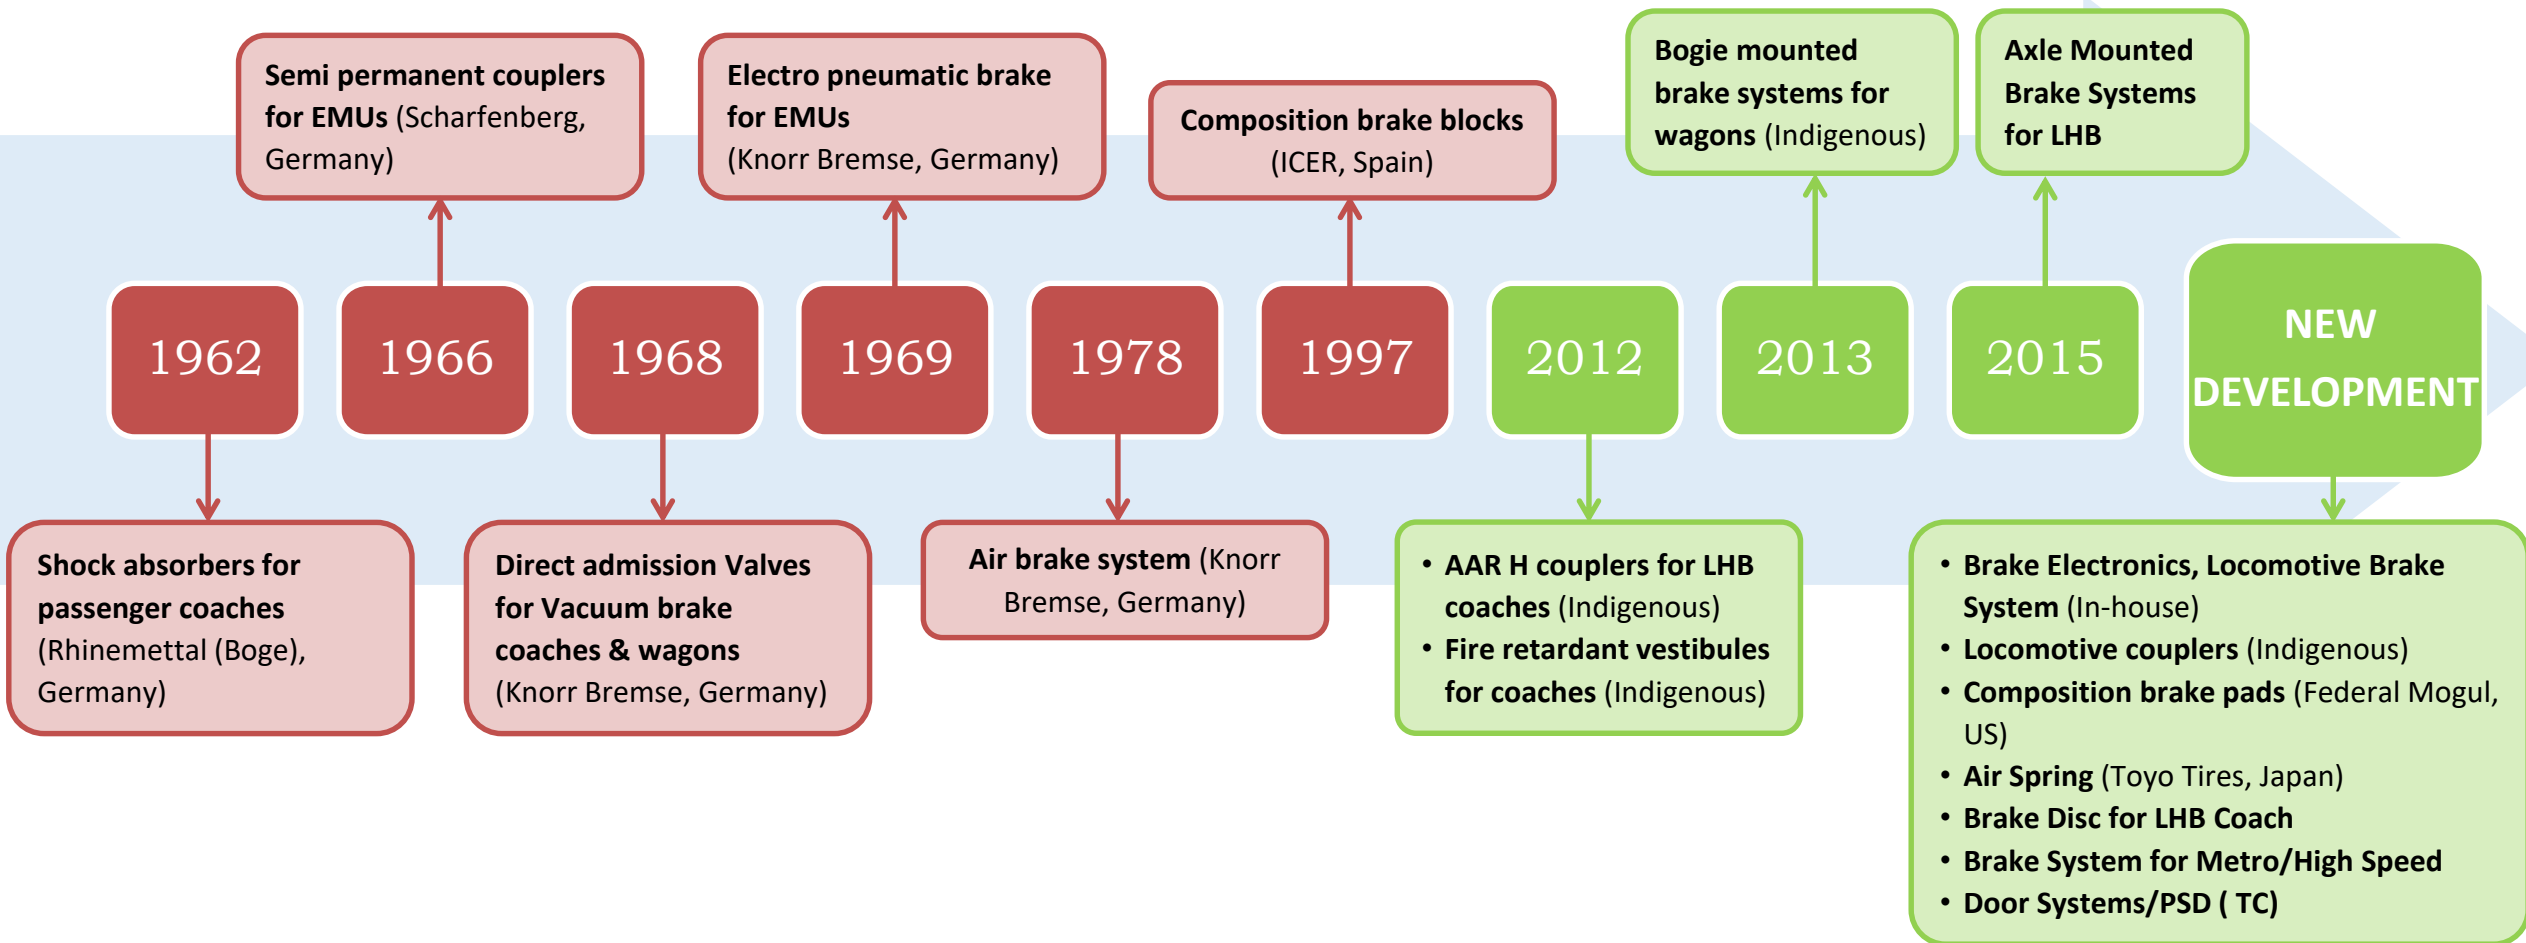 Semi permanent couplers
for EMUs (Scharfenberg,
Germany)
Electro pneumatic brake
for EMUs
(Knorr Bremse, Germany)
Composition brake blocks
(ICER, Spain)
Bogie mounted
brake systems for
wagons (Indigenous)
Axle Mounted
Brake Systems
for LHB
1962
1966
1968
1969
1978
1997
2012
2013
2015
NEW
DEVELOPMENT
Shock absorbers for
passenger coaches
(Rhinemettal (Boge),
Germany)
Direct admission Valves
for Vacuum brake
coaches & wagons
(Knorr Bremse, Germany)
Air brake system (Knorr
Bremse, Germany)
• AAR H couplers for LHB
coaches (Indigenous)
• Fire retardant vestibules
for coaches (Indigenous)
• Brake Electronics, Locomotive Brake
System (In-house)
• Locomotive couplers (Indigenous)
• Composition brake pads (Federal Mogul,
US)
• Air Spring (Toyo Tires, Japan)
• Brake Disc for LHB Coach
• Brake System for Metro/High Speed
• Door Systems/PSD ( TC)